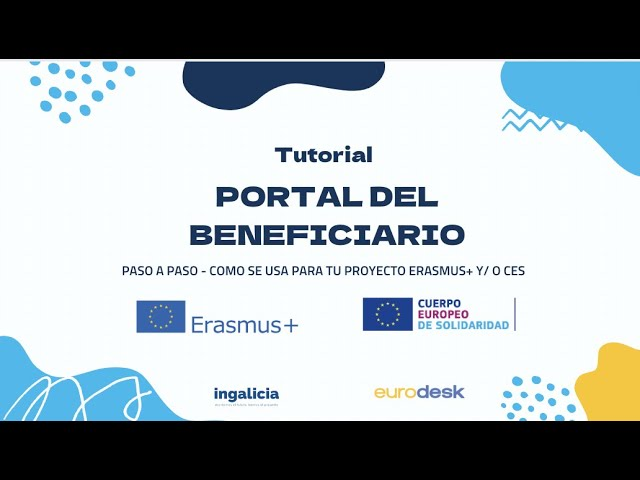 Tutorial
PORTAL DEL
BENEFICIARIO
PASO A PASO - COMO SE USA PARA TU PROYECTO ERASMUS+ Y/ O CES
Erasmus+
CUERPO
EUROPEO
DE SOLIDARIDAD
ingalicia
eurodesk